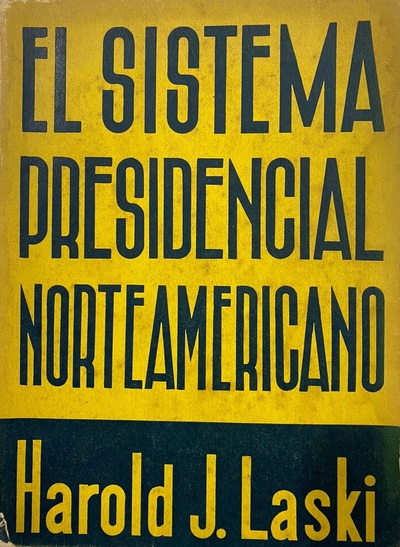 EL SISTEMA
PRESIDENCIAL
NORTEAMERICANO
Harold J. Laski